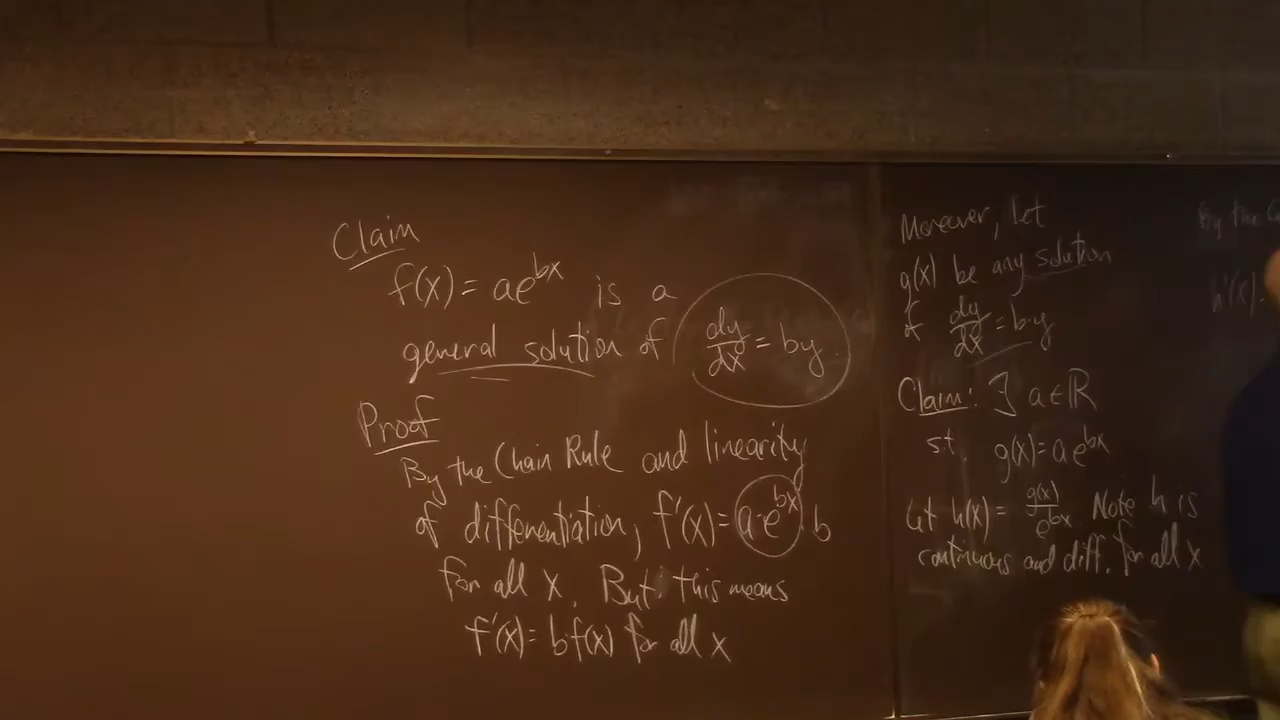 Claim
f(x) = ae^{bx} is a
general solution of dy/dx = by
Proof
By the Chain Rule and linearity
of differentiation, f'(x) = a·e^{bx}·b
for all x. But this means
f'(x) = b·f(x) for all x
Moreover, let
g(x) be any solution
of dy/dx = b·y
Claim: ∃ a ∈ ℝ
s.t. g(x) = a e^{bx}
Let h(x) = g(x)/e^{bx}. Note h is
continuous and diff. for all x
By the
h'(x)